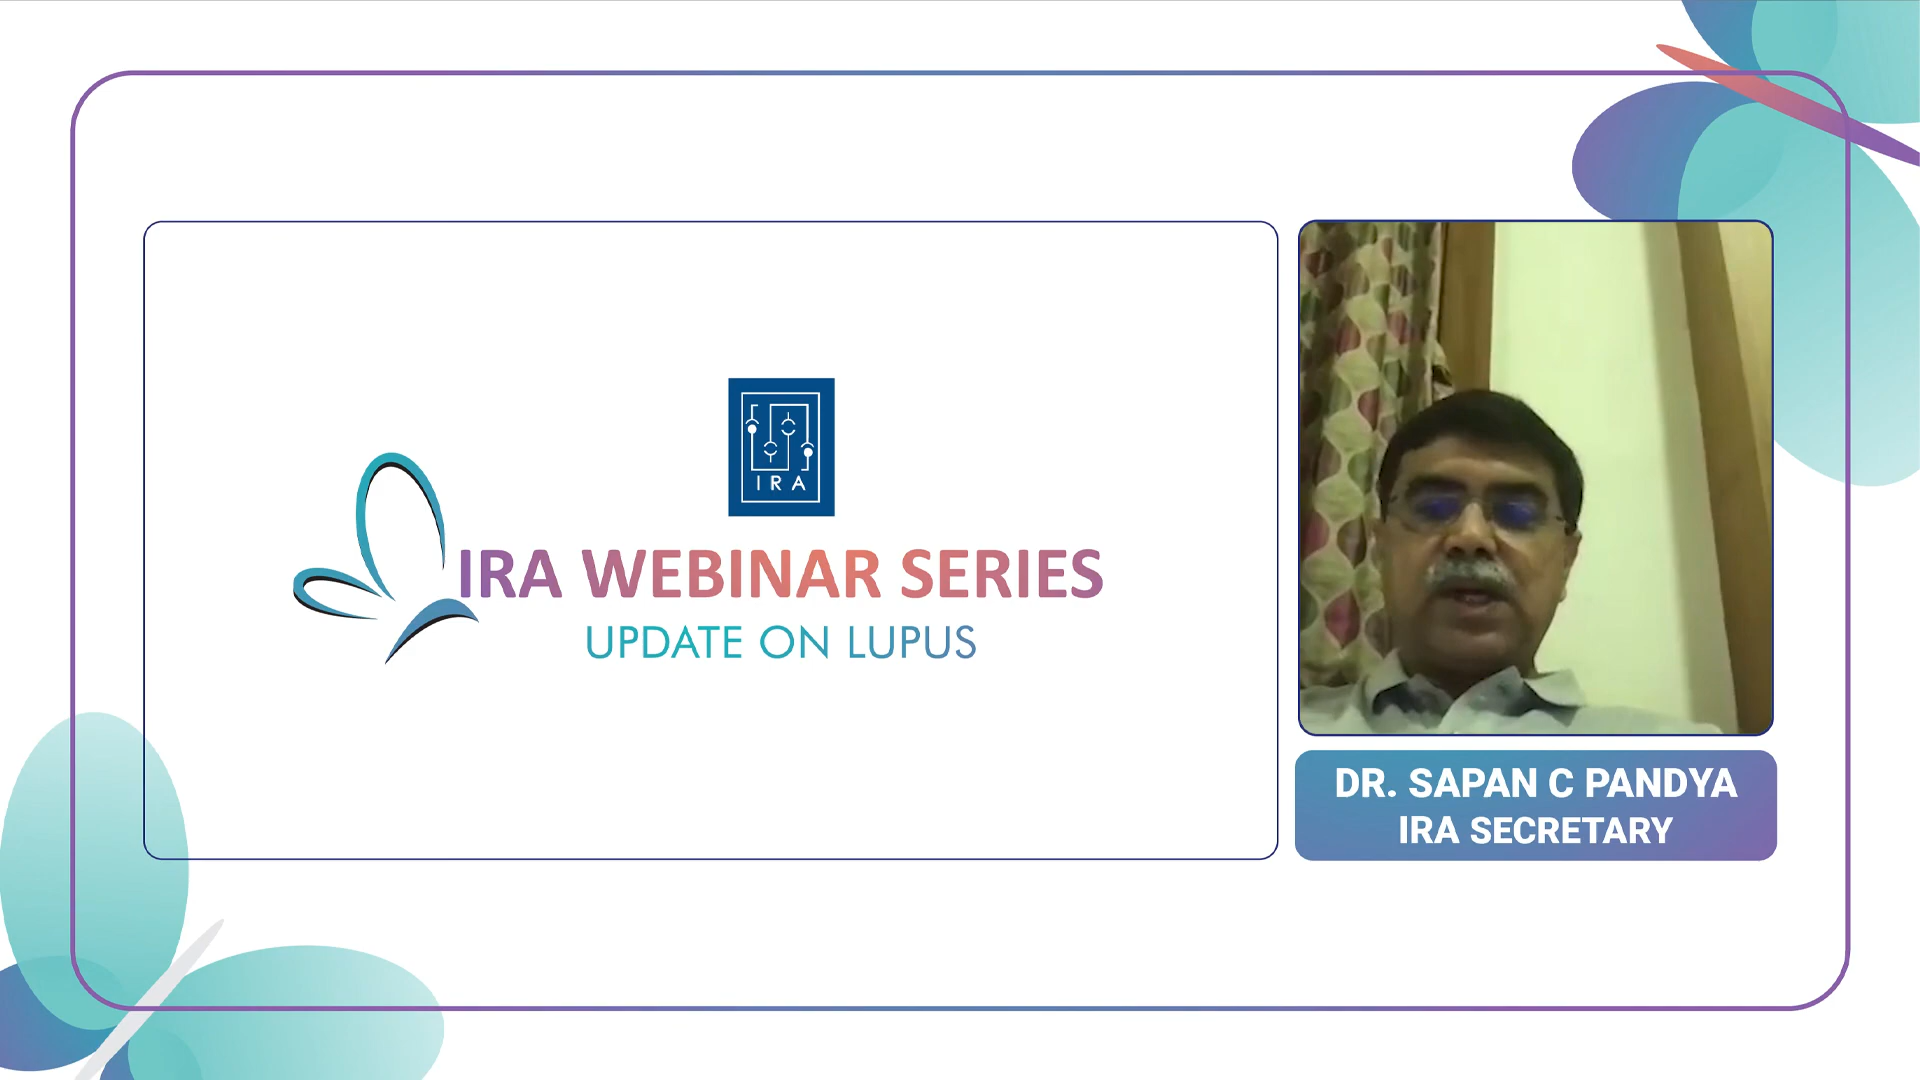 IRA
IRA WEBINAR SERIES
UPDATE ON LUPUS
DR. SAPAN C PANDYA
IRA SECRETARY